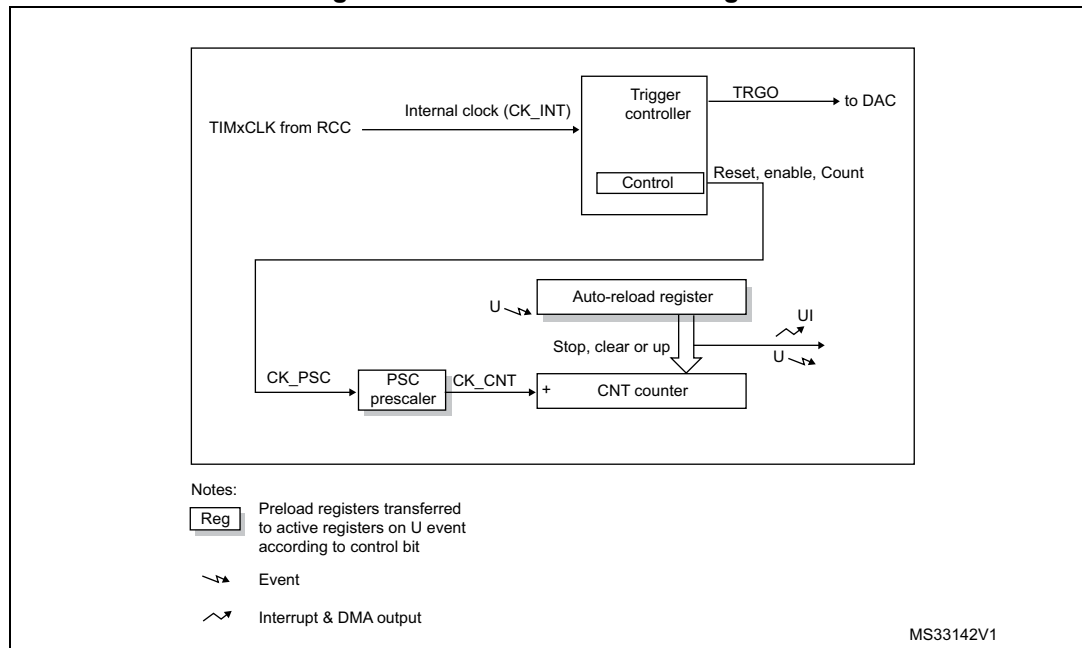 Trigger
controller
TRGO
to DAC
Internal clock (CK_INT)
TIMxCLK from RCC
Control
Reset, enable, Count
Auto-reload register
U
UI
Stop, clear or up
U
CK_PSC
PSC
prescaler
CK_CNT
+
CNT counter
Notes:
Reg
Preload registers transferred
to active registers on U event
according to control bit
Event
Interrupt & DMA output
MS33142V1